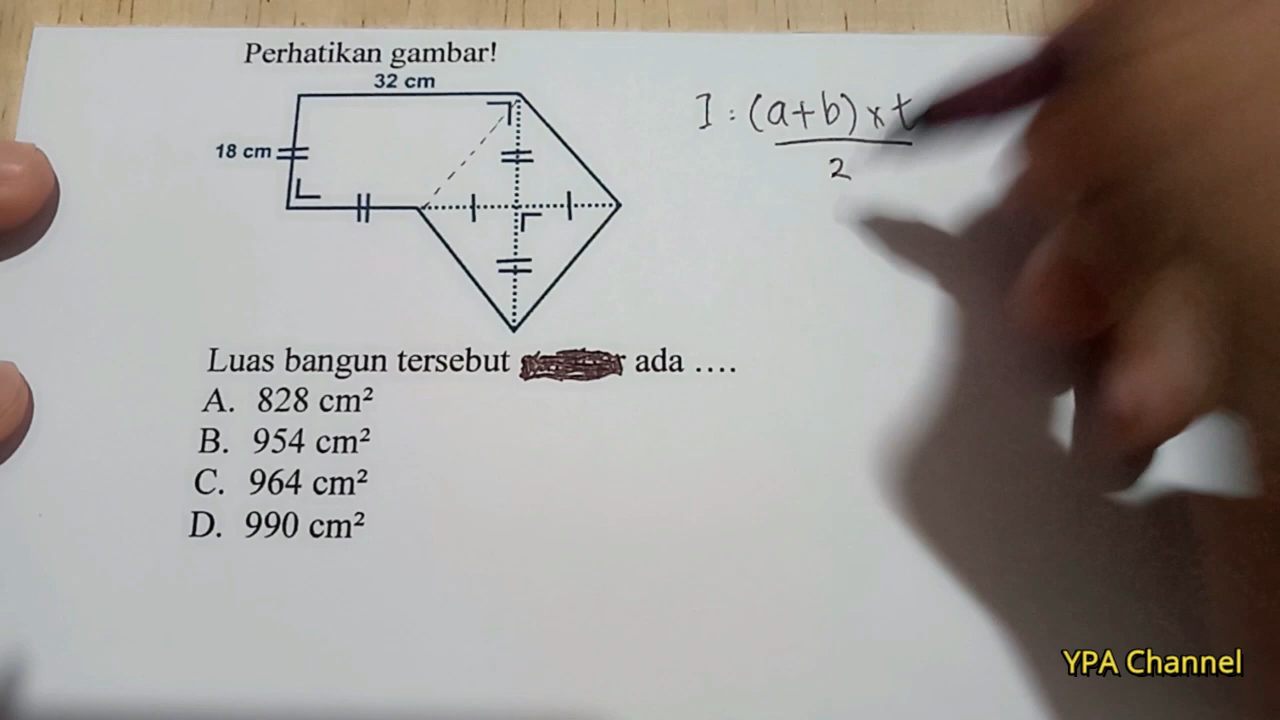 Perhatikan gambar!
32 cm
18 cm
I : (a+b) x t
2
Luas bangun tersebut ada ....
A. 828 cm²
B. 954 cm²
C. 964 cm²
D. 990 cm²
YPA Channel